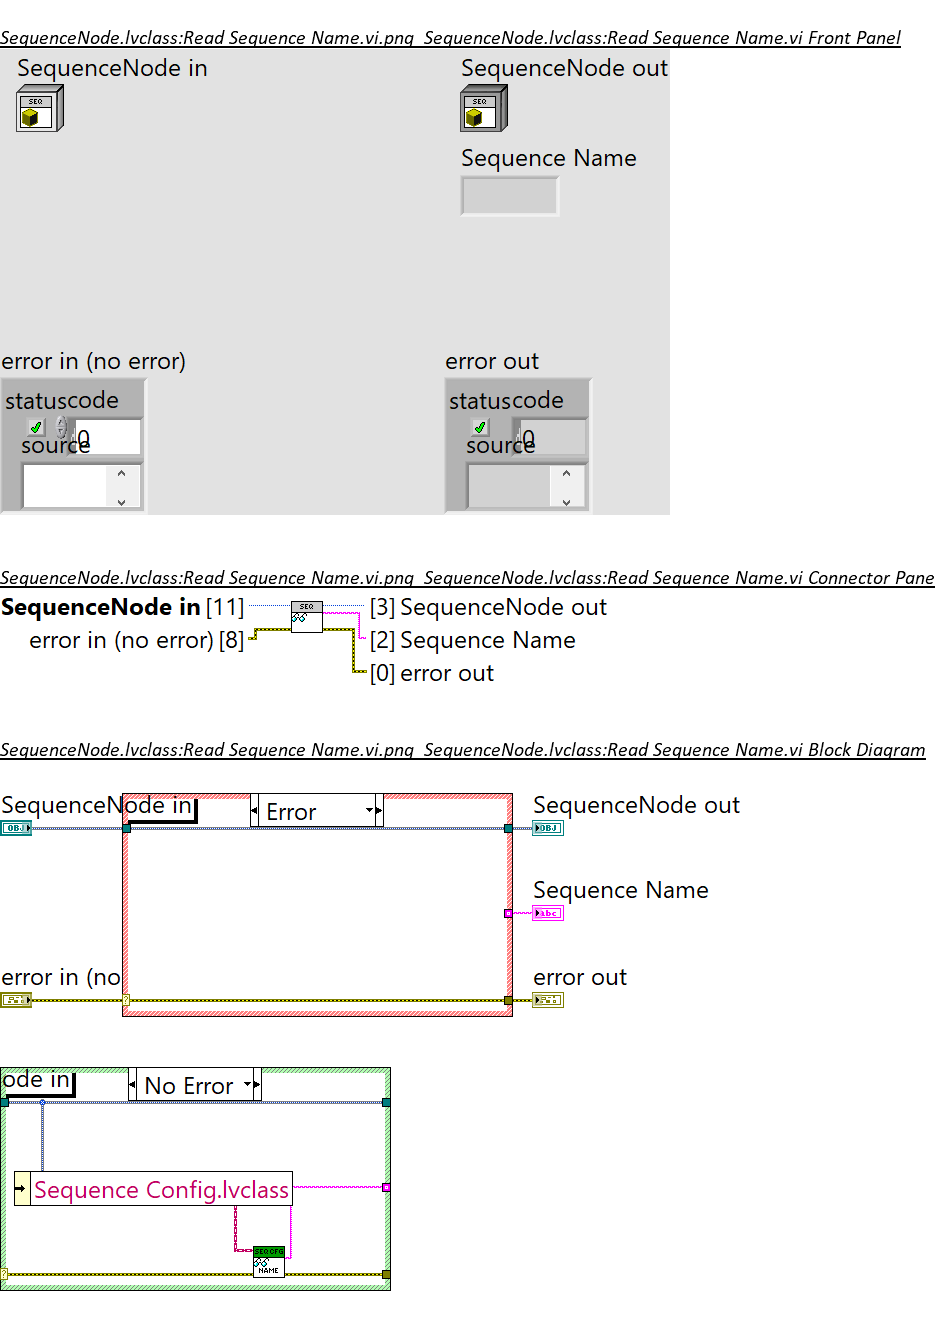 SequenceNode.lvclass:Read Sequence Name.vi.png SequenceNode.lvclass:Read Sequence Name.vi Front Panel
SequenceNode in
SequenceNode out
SEQ
SEQ
Sequence Name
error in (no error)
error out
status code
status code
0
0
source
source
SequenceNode.lvclass:Read Sequence Name.vi.png SequenceNode.lvclass:Read Sequence Name.vi Connector Pane
SequenceNode in [11]
SEQ
[3] SequenceNode out
error in (no error) [8]
[2] Sequence Name
[0] error out
SequenceNode.lvclass:Read Sequence Name.vi.png SequenceNode.lvclass:Read Sequence Name.vi Block Diagram
SequenceNode in
Error
SequenceNode out
OBJ
OBJ
Sequence Name
Abc
error in (no
error out
?
ode in
No Error
Sequence Config.lvclass
SEQ CFG
NAME
?